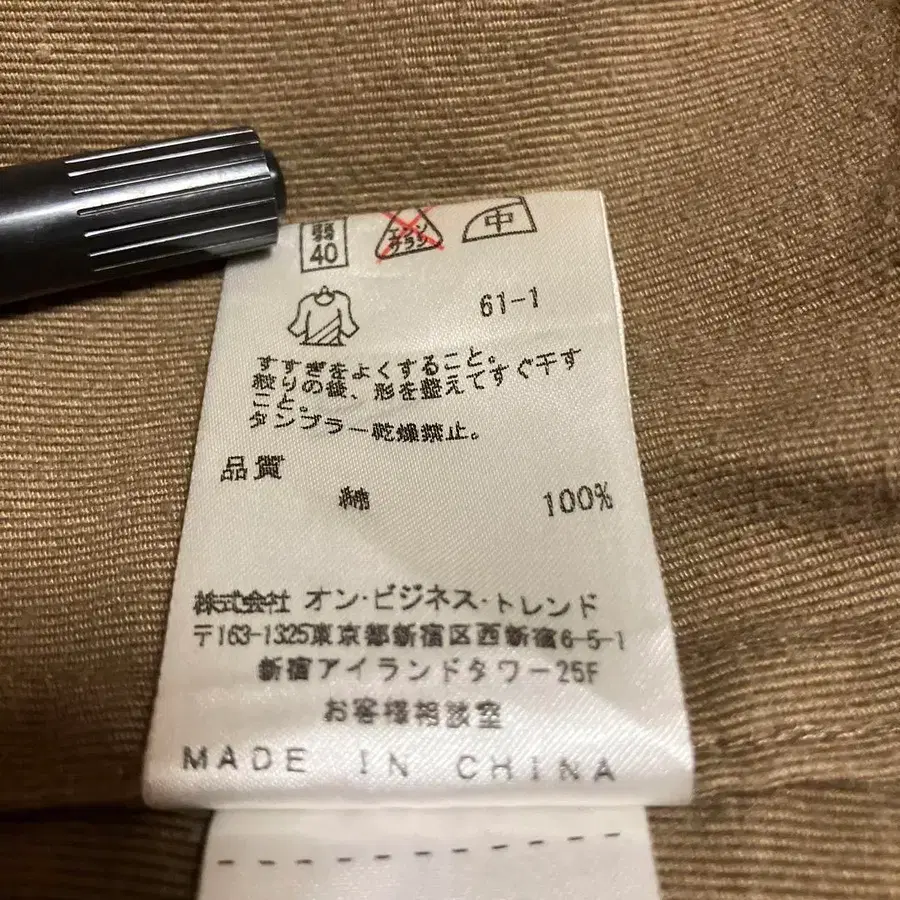 弱
40
エンソ
サラシ
中
61-1
すすぎをよくすること。
絞りの後、形を整えてすぐ干す
こと。
タンブラー乾燥禁止。
品質
100%
株式会社 オン・ビジネス・トレンド
〒163-1325東京都新宿区西新宿6-5-1
新宿アイランドタワー25F
お客様相談室
MADE IN CHINA